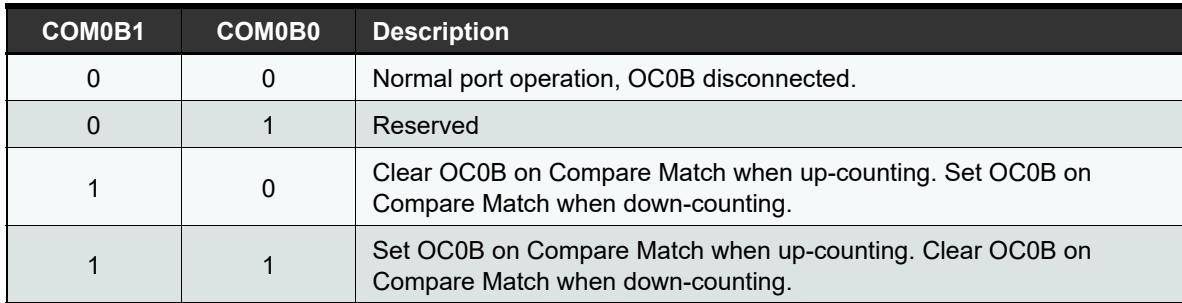 COM0B1 COM0B0 Description
0 0 Normal port operation, OC0B disconnected.
0 1 Reserved
1 0 Clear OC0B on Compare Match when up-counting. Set OC0B on
Compare Match when down-counting.
1 1 Set OC0B on Compare Match when up-counting. Clear OC0B on
Compare Match when down-counting.